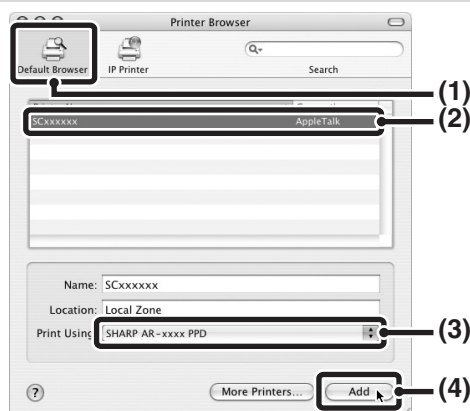 Printer Browser
Default Browser
IP Printer
Search
(1)
SCxxxxxx AppleTalk
(2)
Name: SCxxxxxx
Location: Local Zone
Print Using SHARP AR-xxxx PPD
(3)
? More Printers... Add
(4)